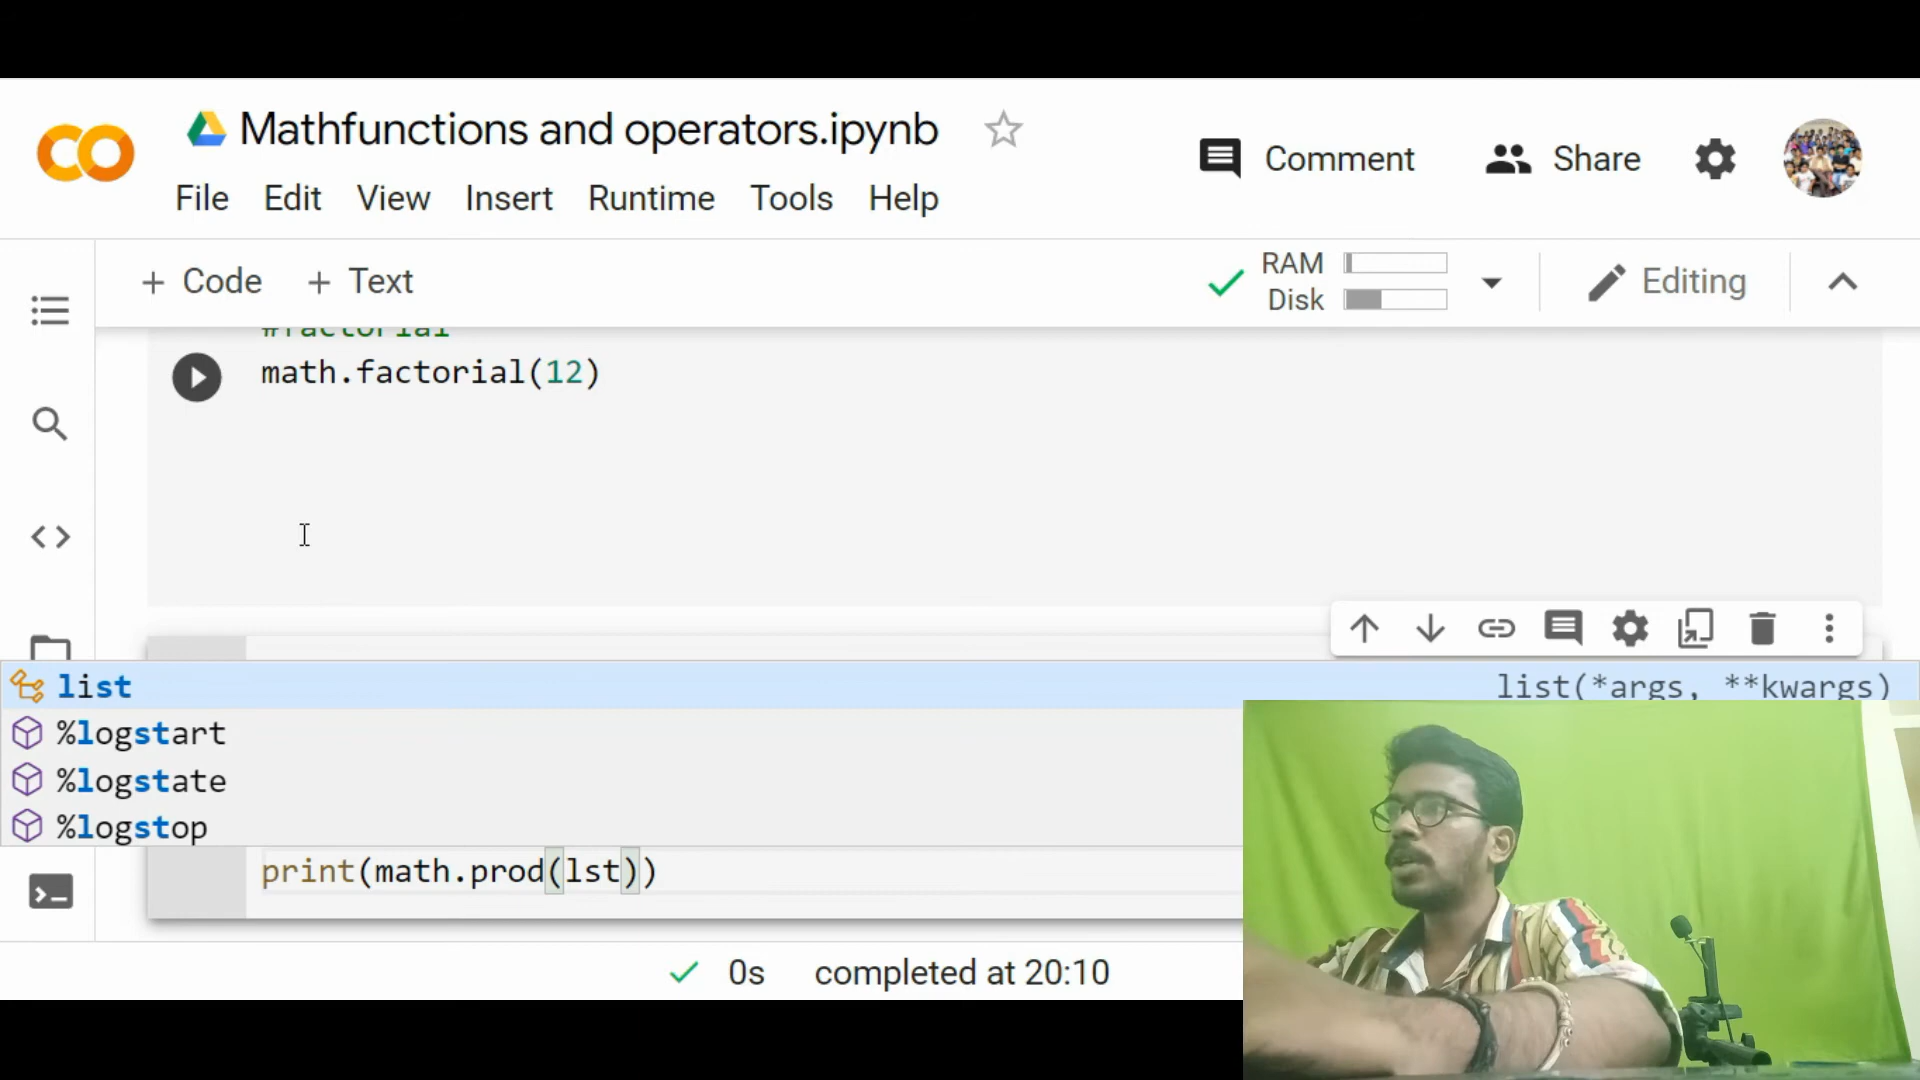 Mathfunctions and operators.ipynb
Comment
Share
File Edit View Insert Runtime Tools Help
+ Code + Text
RAM
Disk
Editing
#factorial
math.factorial(12)
list
list(*args, **kwargs)
%logstart
%logstate
%logstop
print(math.prod(lst))
0s completed at 20:10